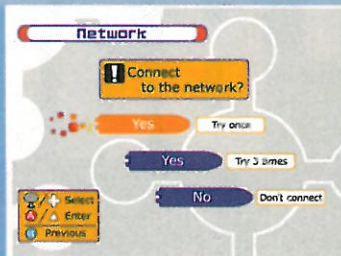 Network
! Connect
to the network?
Yes Try once
Yes Try 3 times
No Don't connect
Select
A / Enter
B Previous